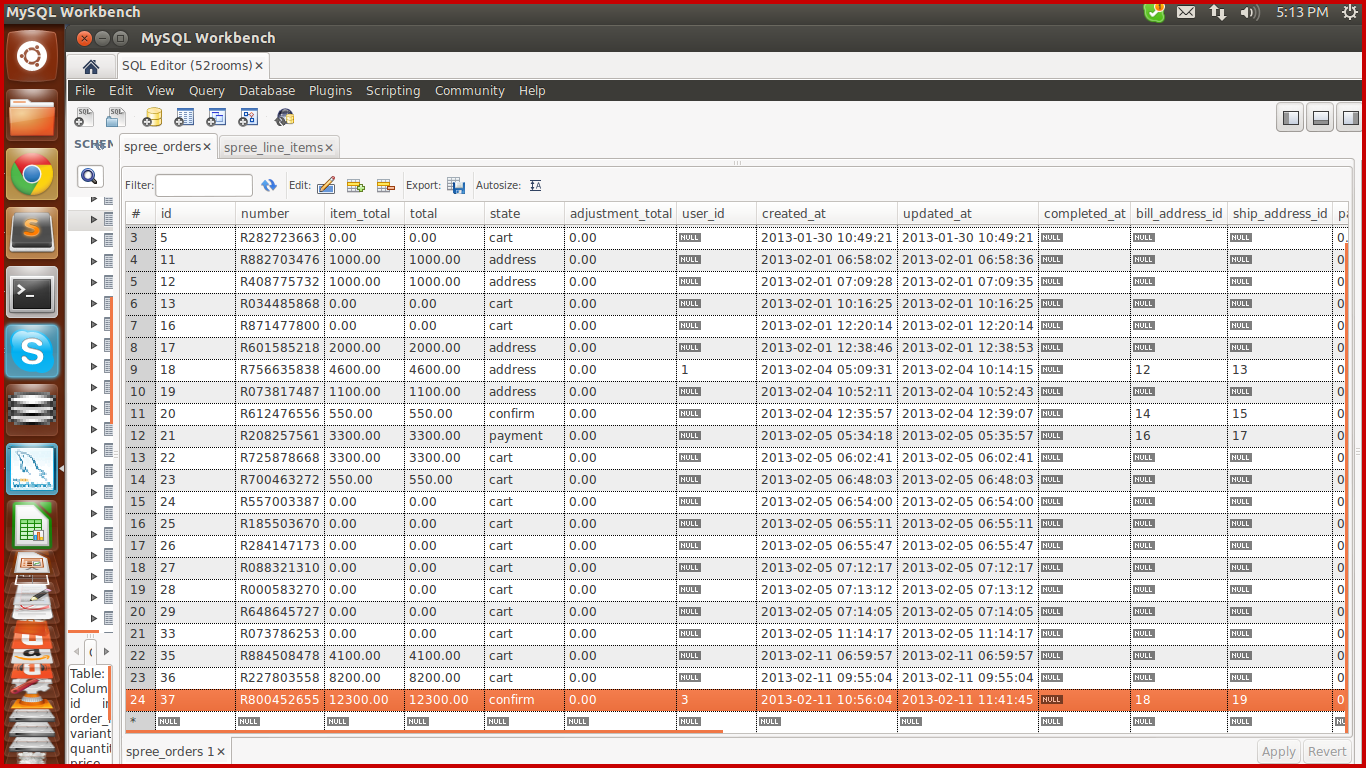 MySQL Workbench 5:13 PM
MySQL Workbench
SQL Editor (52rooms)
File Edit View Query Database Plugins Scripting Community Help
SQL SQL
SCHEM spree_orders spree_line_items
Filter: Edit: Export: Autosize:
# id number item_total total state adjustment_total user_id created_at updated_at completed_at bill_address_id ship_address_id pa
3 5 R282723663 0.00 0.00 cart 0.00 NULL 2013-01-30 10:49:21 2013-01-30 10:49:21 NULL NULL NULL 0.
4 11 R882703476 1000.00 1000.00 address 0.00 NULL 2013-02-01 06:58:02 2013-02-01 06:58:36 NULL NULL NULL 0
5 12 R408775732 1000.00 1000.00 address 0.00 NULL 2013-02-01 07:09:28 2013-02-01 07:09:35 NULL NULL NULL 0
6 13 R034485868 0.00 0.00 cart 0.00 NULL 2013-02-01 10:16:25 2013-02-01 10:16:25 NULL NULL NULL 0
7 16 R871477800 0.00 0.00 cart 0.00 NULL 2013-02-01 12:20:14 2013-02-01 12:20:14 NULL NULL NULL 0
8 17 R601585218 2000.00 2000.00 address 0.00 NULL 2013-02-01 12:38:46 2013-02-01 12:38:53 NULL NULL NULL 0
9 18 R756635838 4600.00 4600.00 address 0.00 1 2013-02-04 05:09:31 2013-02-04 10:14:15 NULL 12 13 0
10 19 R073817487 1100.00 1100.00 address 0.00 NULL 2013-02-04 10:52:11 2013-02-04 10:52:43 NULL NULL NULL 0
11 20 R612476556 550.00 550.00 confirm 0.00 NULL 2013-02-04 12:35:57 2013-02-04 12:39:07 NULL 14 15 0
12 21 R208257561 3300.00 3300.00 payment 0.00 NULL 2013-02-05 05:34:18 2013-02-05 05:35:57 NULL 16 17 0
13 22 R725878668 3300.00 3300.00 cart 0.00 NULL 2013-02-05 06:02:41 2013-02-05 06:02:41 NULL NULL NULL 0
14 23 R700463272 550.00 550.00 cart 0.00 NULL 2013-02-05 06:48:03 2013-02-05 06:48:03 NULL NULL NULL 0
15 24 R557003387 0.00 0.00 cart 0.00 NULL 2013-02-05 06:54:00 2013-02-05 06:54:00 NULL NULL NULL 0
16 25 R185503670 0.00 0.00 cart 0.00 NULL 2013-02-05 06:55:11 2013-02-05 06:55:11 NULL NULL NULL 0
17 26 R284147173 0.00 0.00 cart 0.00 NULL 2013-02-05 06:55:47 2013-02-05 06:55:47 NULL NULL NULL 0
18 27 R088321310 0.00 0.00 cart 0.00 NULL 2013-02-05 07:12:17 2013-02-05 07:12:17 NULL NULL NULL 0
19 28 R000583270 0.00 0.00 cart 0.00 NULL 2013-02-05 07:13:12 2013-02-05 07:13:12 NULL NULL NULL 0
20 29 R648645727 0.00 0.00 cart 0.00 NULL 2013-02-05 07:14:05 2013-02-05 07:14:05 NULL NULL NULL 0
21 33 R073786253 0.00 0.00 cart 0.00 NULL 2013-02-05 11:14:17 2013-02-05 11:14:17 NULL NULL NULL 0
22 35 R884508478 4100.00 4100.00 cart 0.00 NULL 2013-02-11 06:59:57 2013-02-11 06:59:57 NULL NULL NULL 0
23 36 R227803558 8200.00 8200.00 cart 0.00 NULL 2013-02-11 09:55:04 2013-02-11 09:55:04 NULL NULL NULL 0
24 37 R800452655 12300.00 12300.00 confirm 0.00 3 2013-02-11 10:56:04 2013-02-11 11:41:45 NULL 18 19 0
* NULL NULL NULL NULL NULL NULL NULL NULL NULL NULL NULL NULL
Table:
Colum
id in
order_
variant
quantit
price
spree_orders 1 Apply Revert